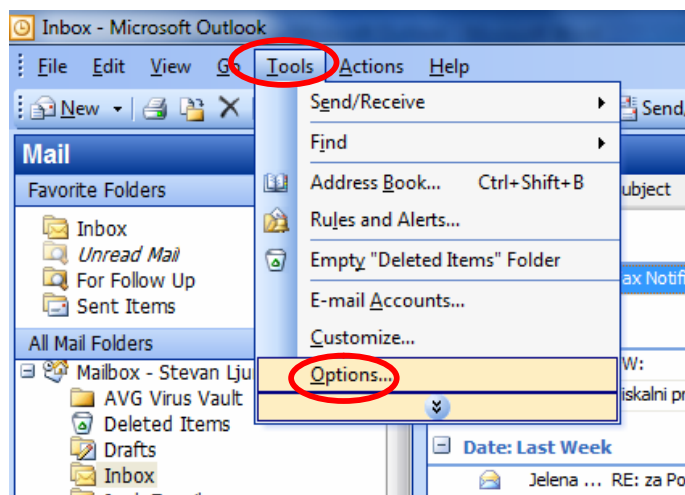 Inbox - Microsoft Outlook
File Edit View Go Tools Actions Help
New Send/
Send/Receive
Find
Address Book... Ctrl+Shift+B
Rules and Alerts...
Empty "Deleted Items" Folder
E-mail Accounts...
Customize...
Options...
Mail
Favorite Folders
Inbox
Unread Mail
For Follow Up
Sent Items
All Mail Folders
Mailbox - Stevan Lju
AVG Virus Vault
Deleted Items
Drafts
Inbox
ubject
ax Notifi
W:
iskalni pr
Date: Last Week
Jelena ... RE: za Po